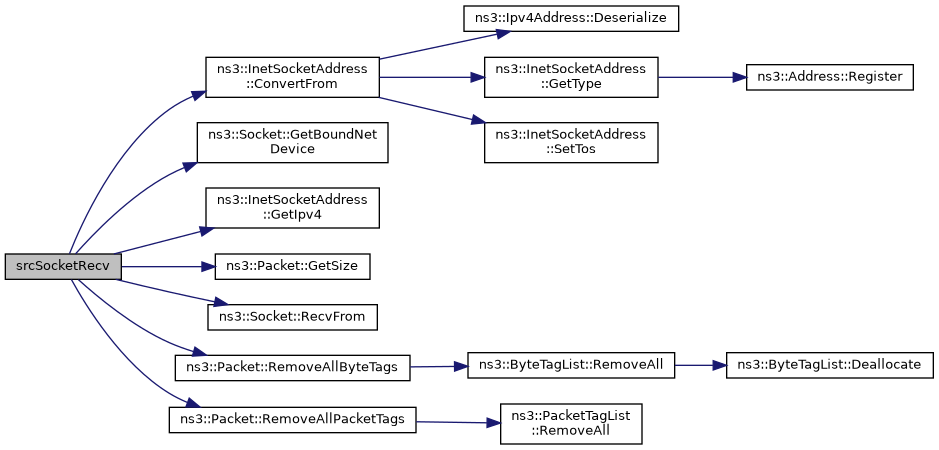 ns3::Ipv4Address::Deserialize
ns3::InetSocketAddress
::ConvertFrom
ns3::InetSocketAddress
::GetType
ns3::Address::Register
ns3::Socket::GetBoundNet
Device
ns3::InetSocketAddress
::SetTos
ns3::InetSocketAddress
::GetIpv4
srcSocketRecv
ns3::Packet::GetSize
ns3::Socket::RecvFrom
ns3::Packet::RemoveAllByteTags
ns3::ByteTagList::RemoveAll
ns3::ByteTagList::Deallocate
ns3::Packet::RemoveAllPacketTags
ns3::PacketTagList
::RemoveAll